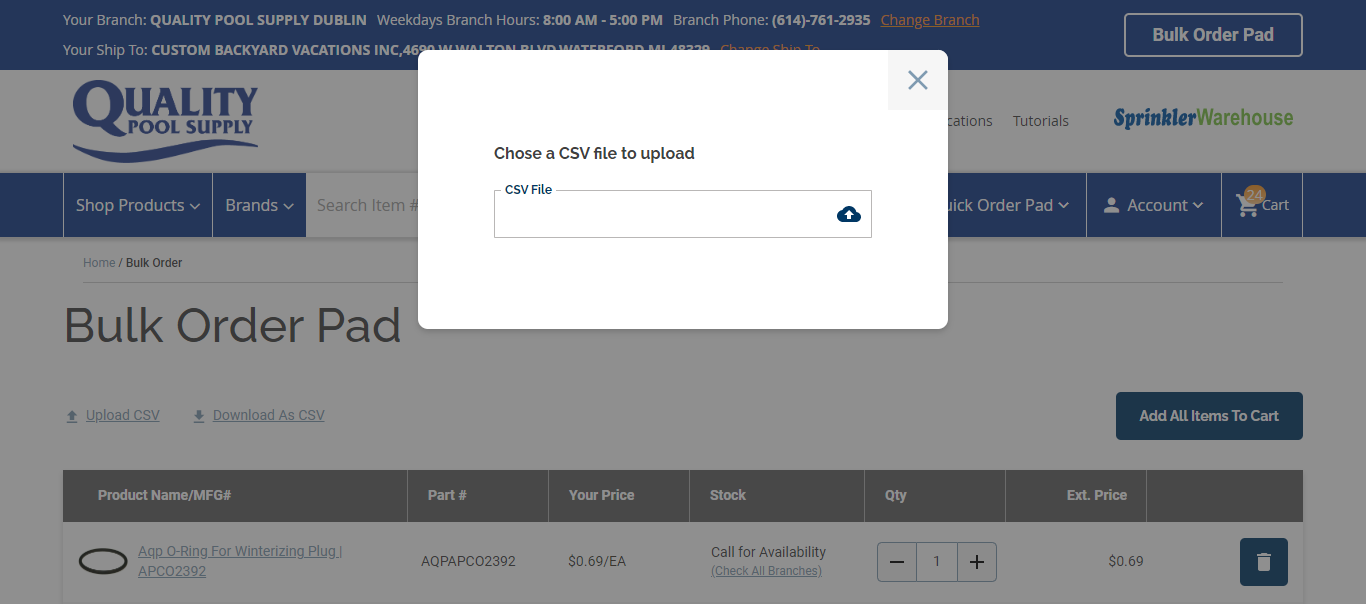 Your Branch: QUALITY POOL SUPPLY DUBLIN Weekdays Branch Hours: 8:00 AM - 5:00 PM Branch Phone: (614)-761-2935 Change Branch
Bulk Order Pad
Your Ship To: CUSTOM BACKYARD VACATIONS INC,4690 W WALTON BLVD WATERFORD MI 48329 Change Ship To
QUALITY
POOL SUPPLY
cations Tutorials SprinklerWarehouse
Chose a CSV file to upload
CSV File
Shop Products Brands Search Item # uick Order Pad Account 24 Cart
Home / Bulk Order
Bulk Order Pad
Upload CSV Download As CSV Add All Items To Cart
Product Name/MFG# Part # Your Price Stock Qty Ext. Price
Aqp O-Ring For Winterizing Plug |
APCO2392
AQPAPCO2392 $0.69/EA
Call for Availability
(Check All Branches)
1 $0.69